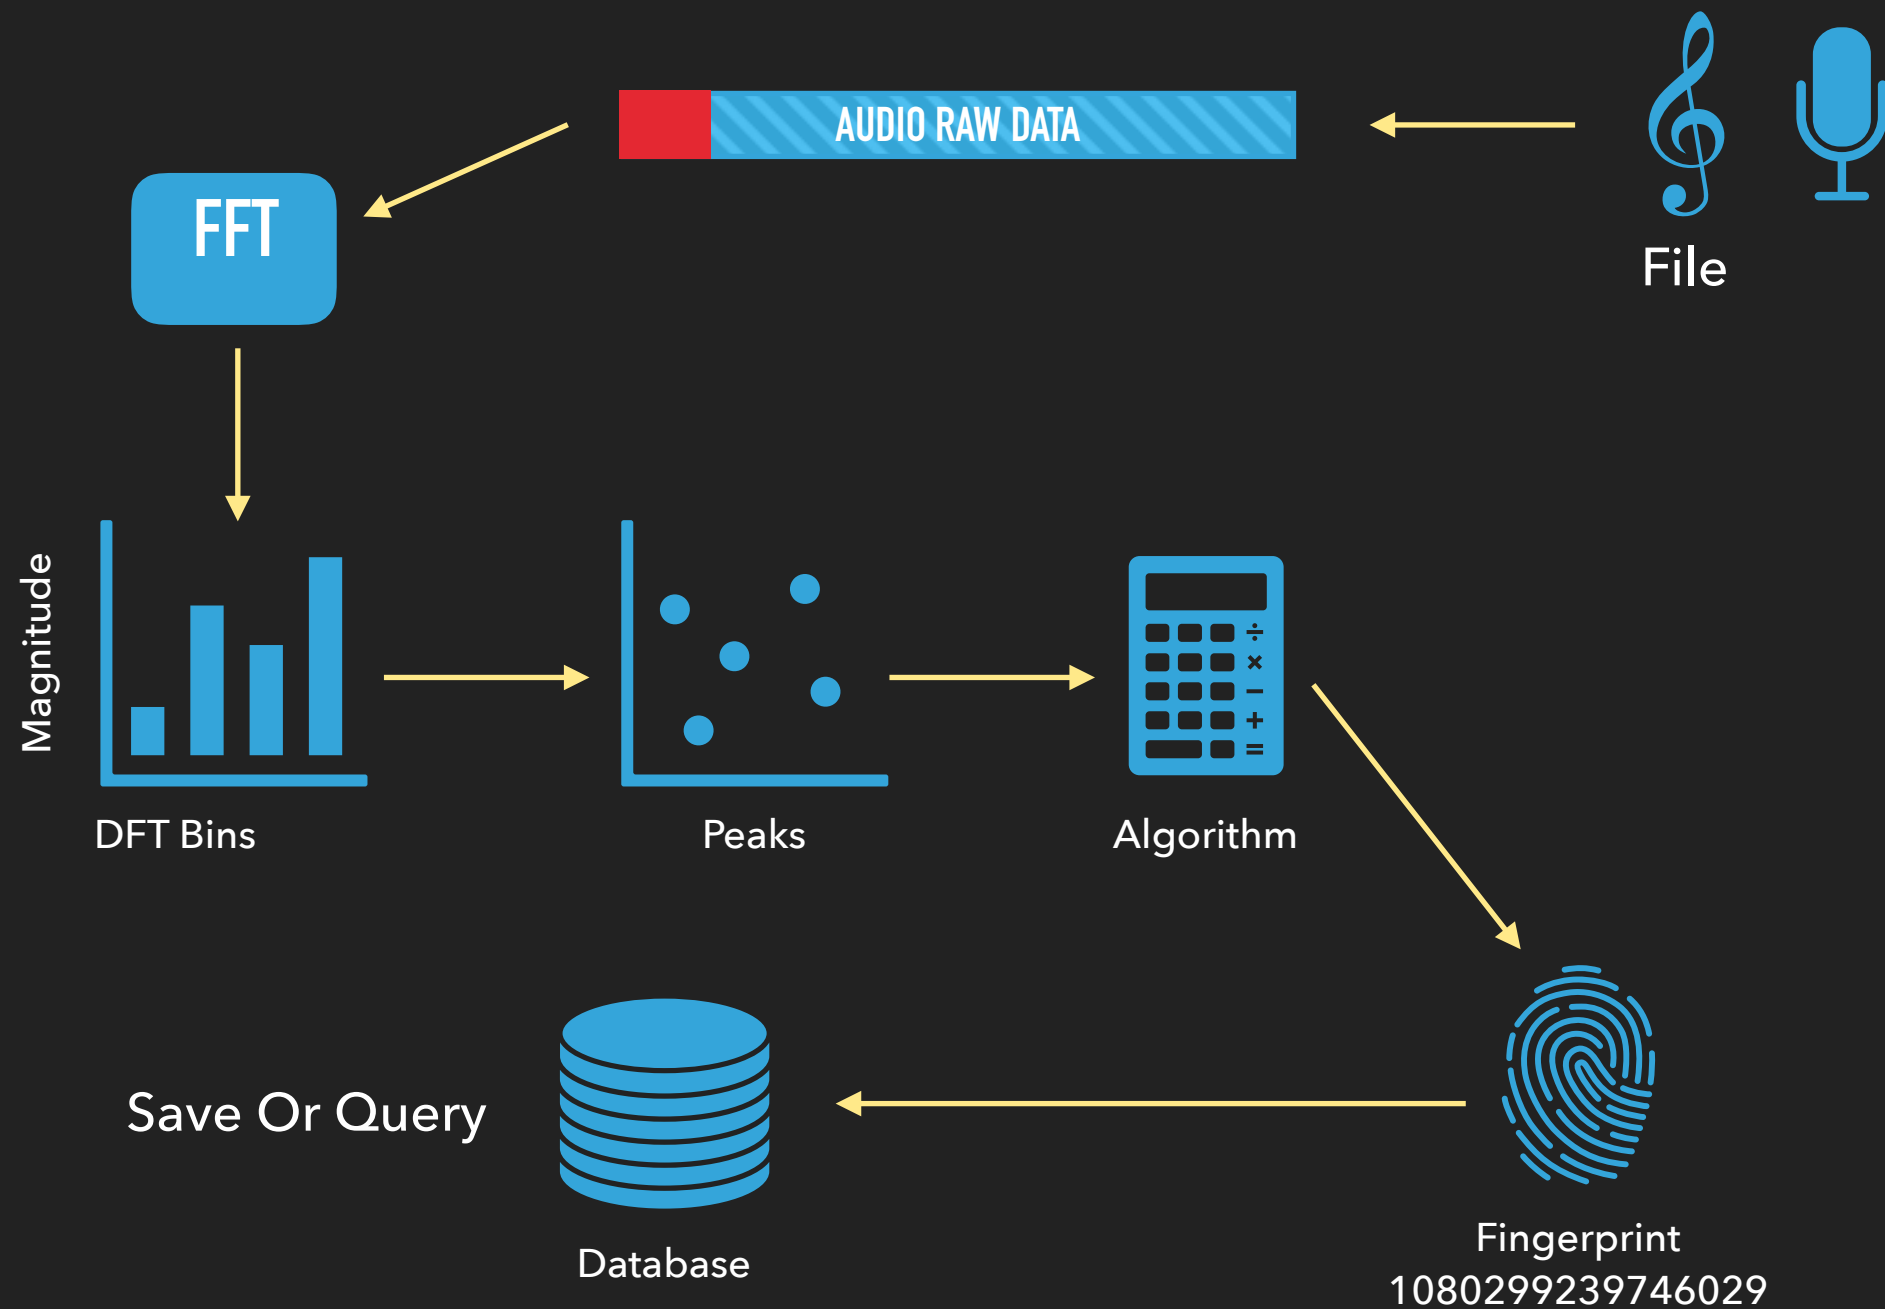 AUDIO RAW DATA
File
FFT
Magnitude
DFT Bins
Peaks
Algorithm
Save Or Query
Database
Fingerprint
1080299239746029